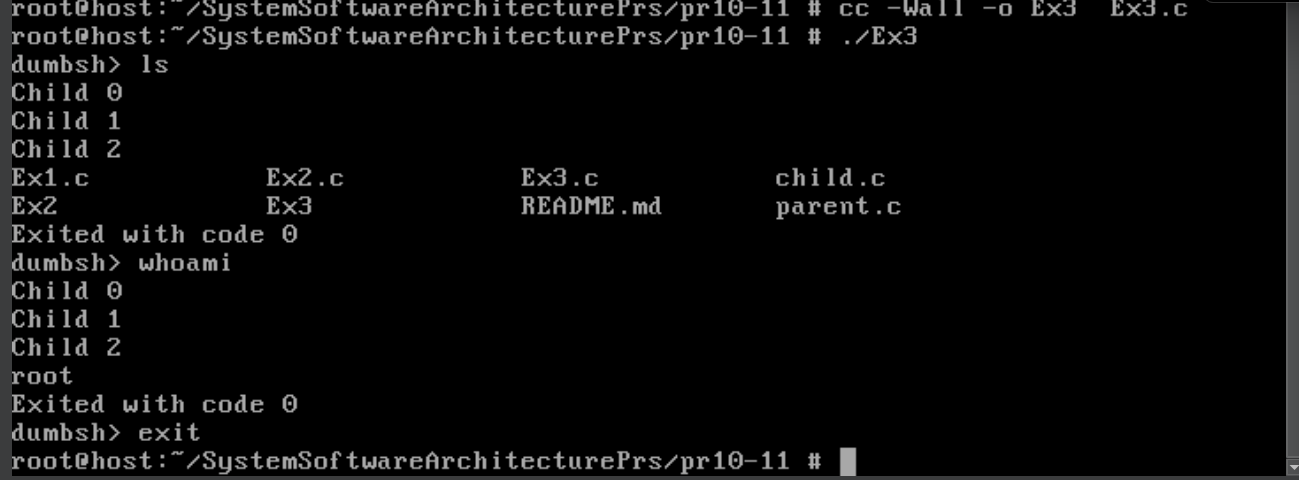 root@host:~/SystemSoftwareArchitecturePrs/pr10-11 # cc -Wall -o Ex3  Ex3.c
root@host:~/SystemSoftwareArchitecturePrs/pr10-11 # ./Ex3
dumbsh> ls
Child 0
Child 1
Child 2
Ex1.c Ex2.c Ex3.c child.c
Ex2 Ex3 README.md parent.c
Exited with code 0
dumbsh> whoami
Child 0
Child 1
Child 2
root
Exited with code 0
dumbsh> exit
root@host:~/SystemSoftwareArchitecturePrs/pr10-11 #